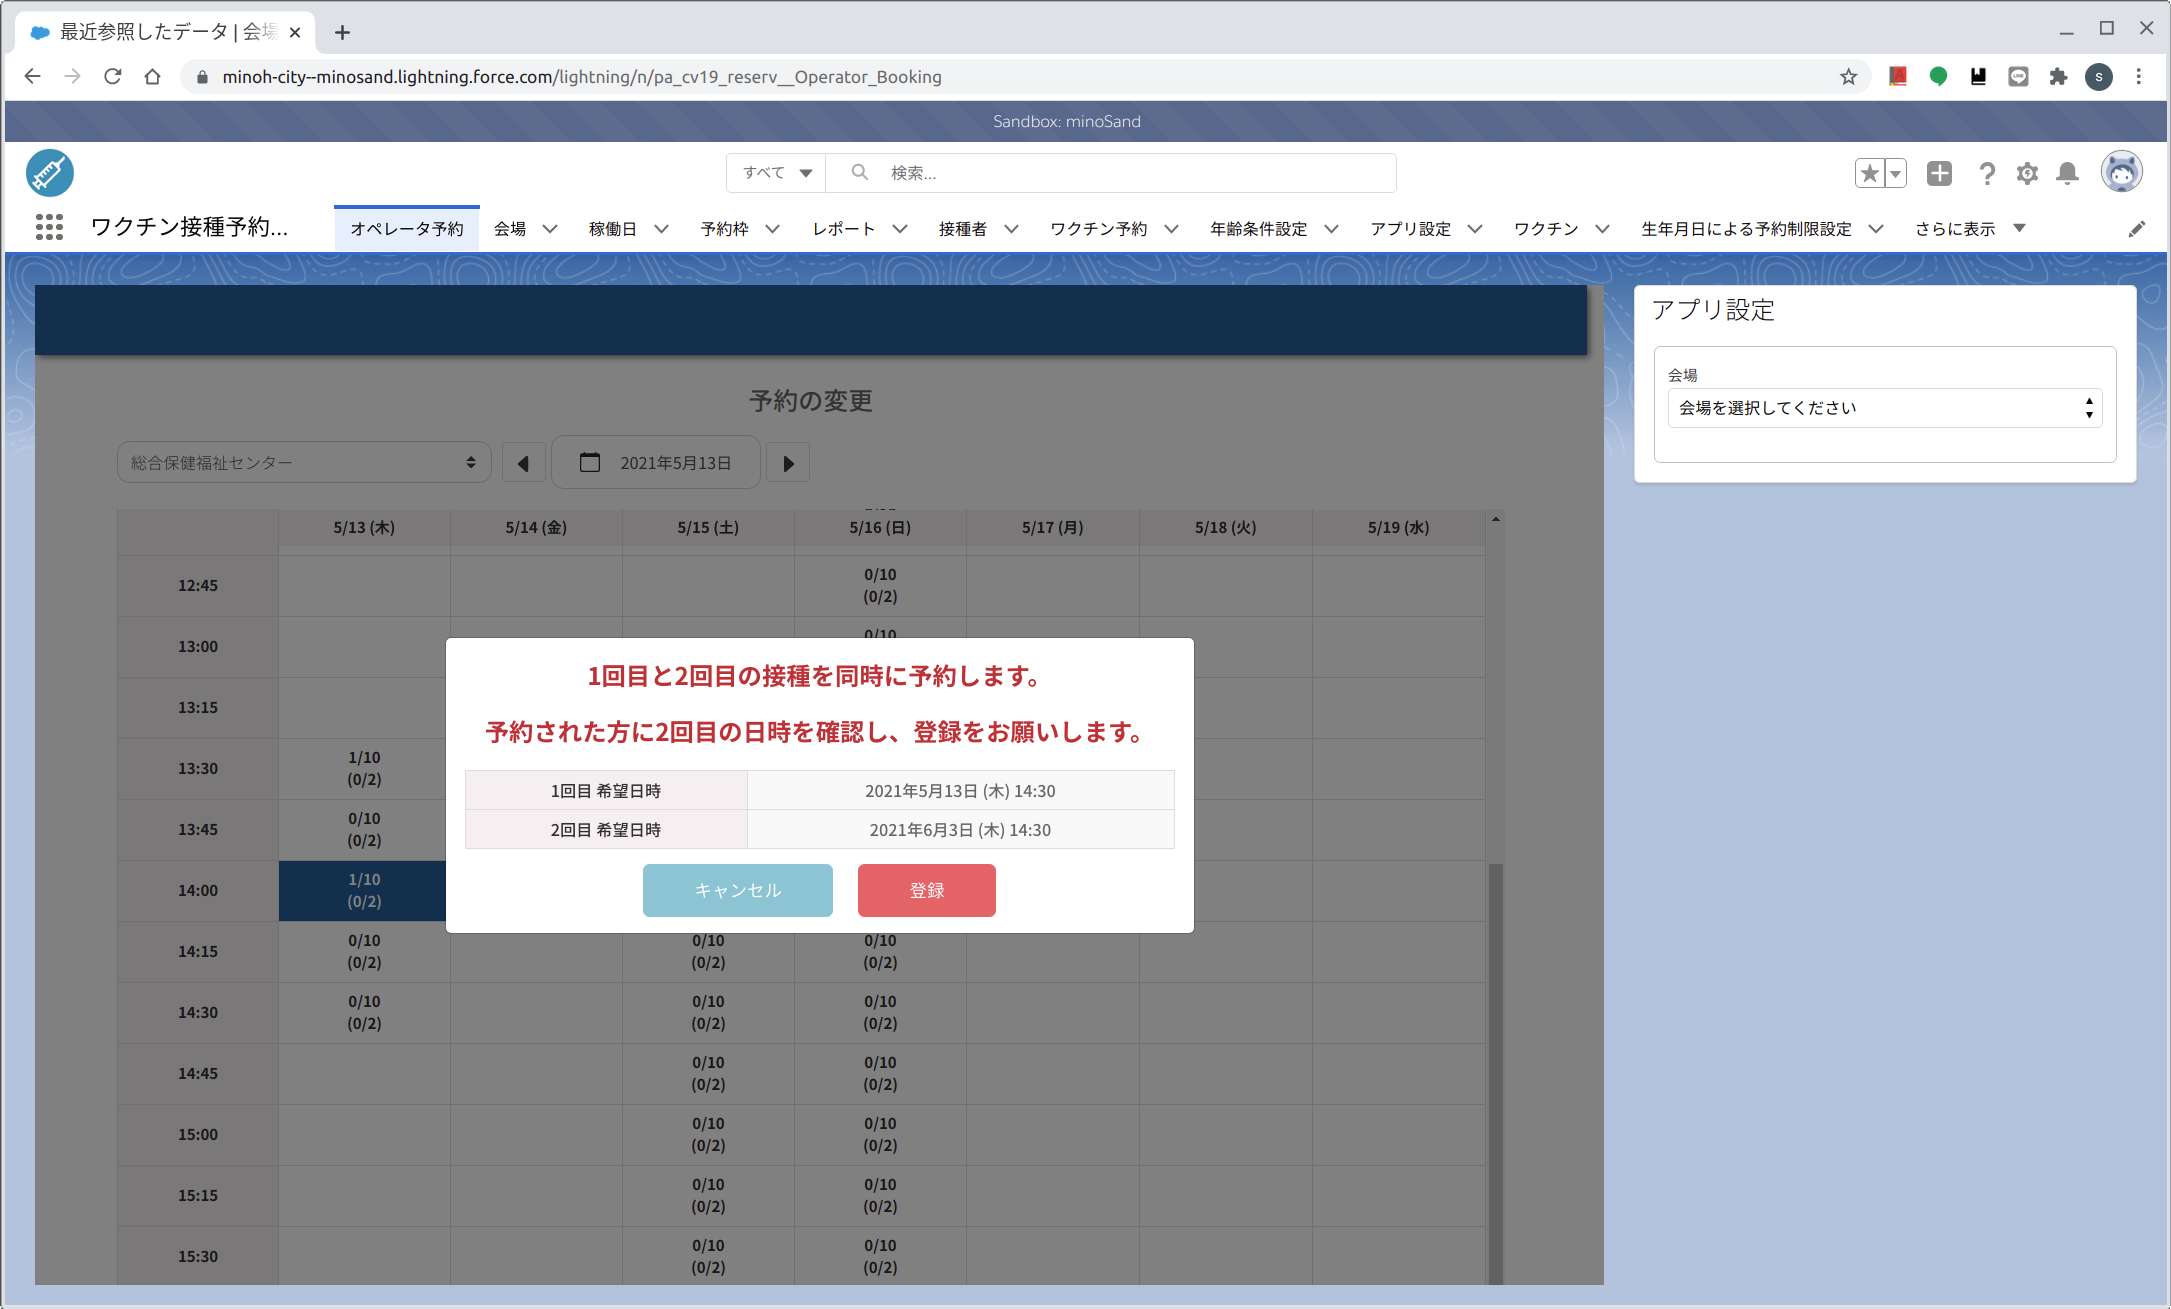 最近参照したデータ | 会場
minoh-city--minosand.lightning.force.com/lightning/n/pa_cv19_reserv__Operator_Booking
S
Sandbox: minoSand
すべて 検索...
ワクチン接種予約... オペレータ予約 会場 稼働日 予約枠 レポート 接種者 ワクチン予約 年齢条件設定 アプリ設定 ワクチン 生年月日による予約制限設定 さらに表示
アプリ設定
会場
会場を選択してください
予約の変更
総合保健福祉センター 2021年5月13日
5/13 (木) 5/14 (金) 5/15 (土) 5/16 (日) 5/17 (月) 5/18 (火) 5/19 (水)
12:45 0/10
(0/2)
13:00 0/10
13:15
13:30 1/10
(0/2)
13:45 0/10
(0/2)
14:00 1/10
(0/2)
1回目と2回目の接種を同時に予約します。
予約された方に2回目の日時を確認し、登録をお願いします。
1回目 希望日時 2021年5月13日 (木) 14:30
2回目 希望日時 2021年6月3日 (木) 14:30
キャンセル 登録
14:15 0/10 0/10 0/10
(0/2) (0/2) (0/2)
14:30 0/10 0/10 0/10
(0/2) (0/2) (0/2)
14:45 0/10 0/10
(0/2) (0/2)
15:00 0/10 0/10
(0/2) (0/2)
15:15 0/10 0/10
(0/2) (0/2)
15:30 0/10 0/10
(0/2) (0/2)